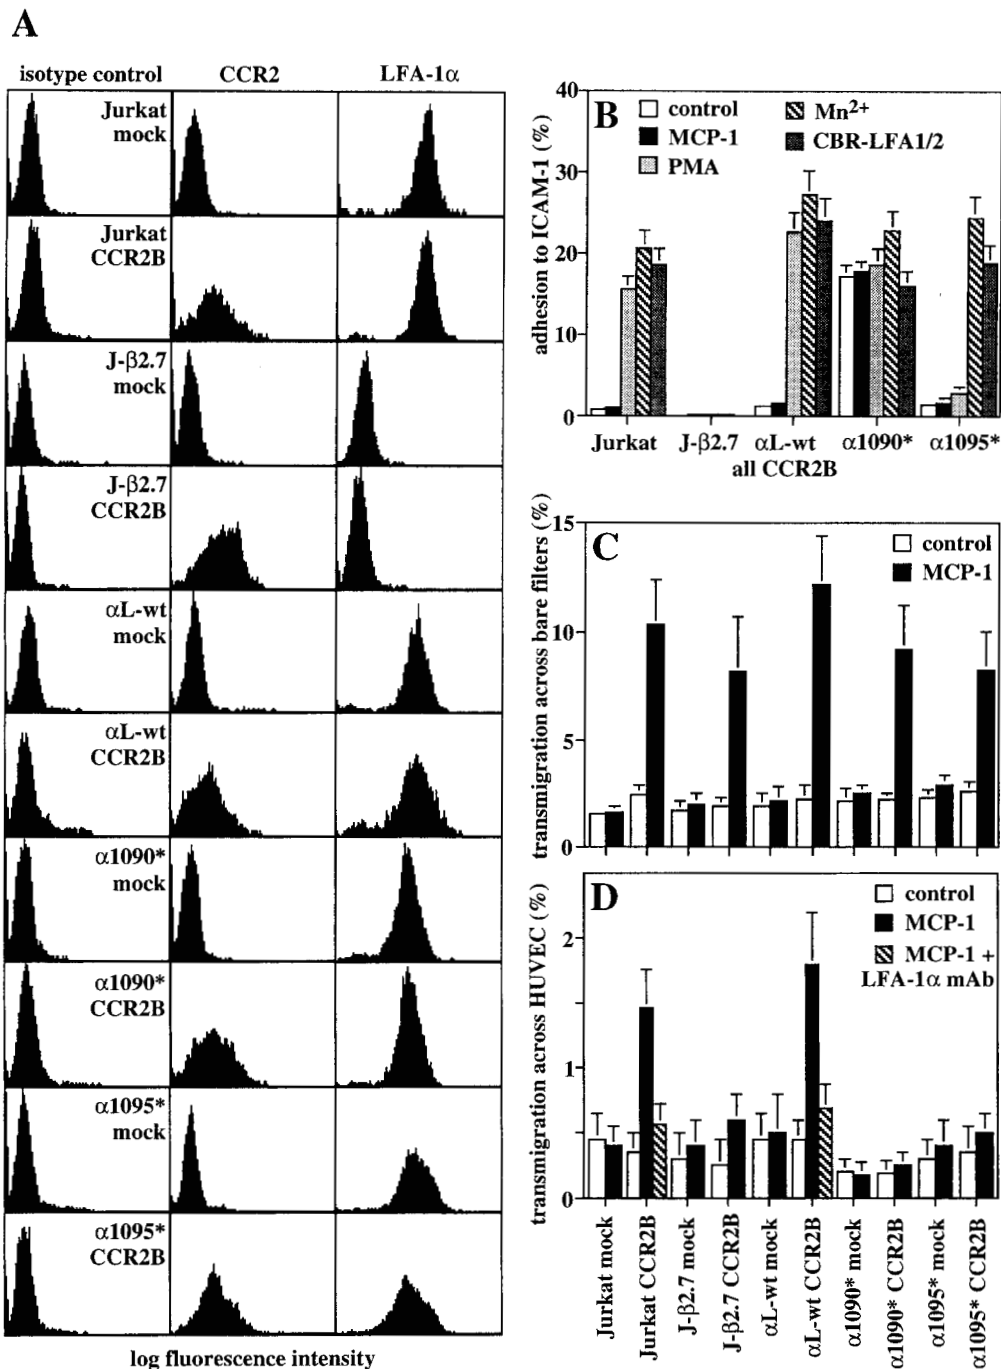 A
isotype control CCR2 LFA-1α
Jurkat
mock
Jurkat
CCR2B
J-β2.7
mock
J-β2.7
CCR2B
αL-wt
mock
αL-wt
CCR2B
α1090*
mock
α1090*
CCR2B
α1095*
mock
α1095*
CCR2B
log fluorescence intensity
B
adhesion to ICAM-1 (%)
40
30
20
10
0
control
MCP-1
PMA
Mn²⁺
CBR-LFA1/2
Jurkat J-β2.7 αL-wt α1090* α1095*
all CCR2B
C
transmigration across bare filters (%)
15
10
5
0
control
MCP-1
D
transmigration across HUVEC (%)
2
1
0
control
MCP-1
MCP-1 +
LFA-1α mAb
Jurkat mock
Jurkat CCR2B
J-β2.7 mock
J-β2.7 CCR2B
αL-wt mock
αL-wt CCR2B
α1090* mock
α1090* CCR2B
α1095* mock
α1095* CCR2B